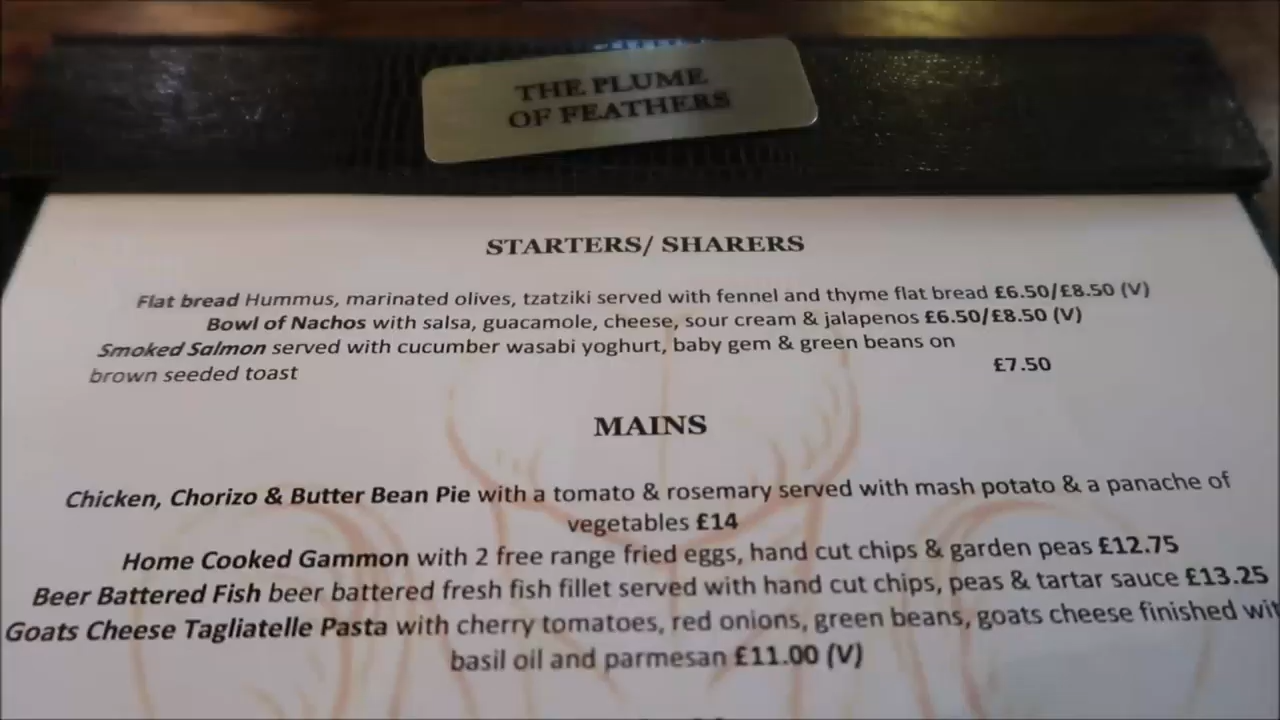 THE PLUME
OF FEATHERS
STARTERS/ SHARERS
Flat bread Hummus, marinated olives, tzatziki served with fennel and thyme flat bread £6.50/£8.50 (V)
Bowl of Nachos with salsa, guacamole, cheese, sour cream & jalapenos £6.50/£8.50 (V)
Smoked Salmon served with cucumber wasabi yoghurt, baby gem & green beans on
brown seeded toast £7.50
MAINS
Chicken, Chorizo & Butter Bean Pie with a tomato & rosemary served with mash potato & a panache of
vegetables £14
Home Cooked Gammon with 2 free range fried eggs, hand cut chips & garden peas £12.75
Beer Battered Fish beer battered fresh fish fillet served with hand cut chips, peas & tartar sauce £13.25
Goats Cheese Tagliatelle Pasta with cherry tomatoes, red onions, green beans, goats cheese finished wit
basil oil and parmesan £11.00 (V)